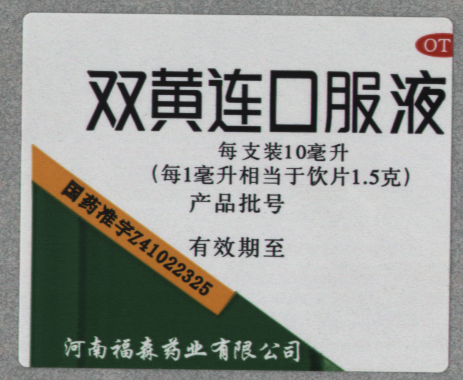 OT
双黄连口服液
每支装10毫升
(每1毫升相当于饮片1.5克)
产品批号
有效期至
国药准字Z41022325
河南福森药业有限公司